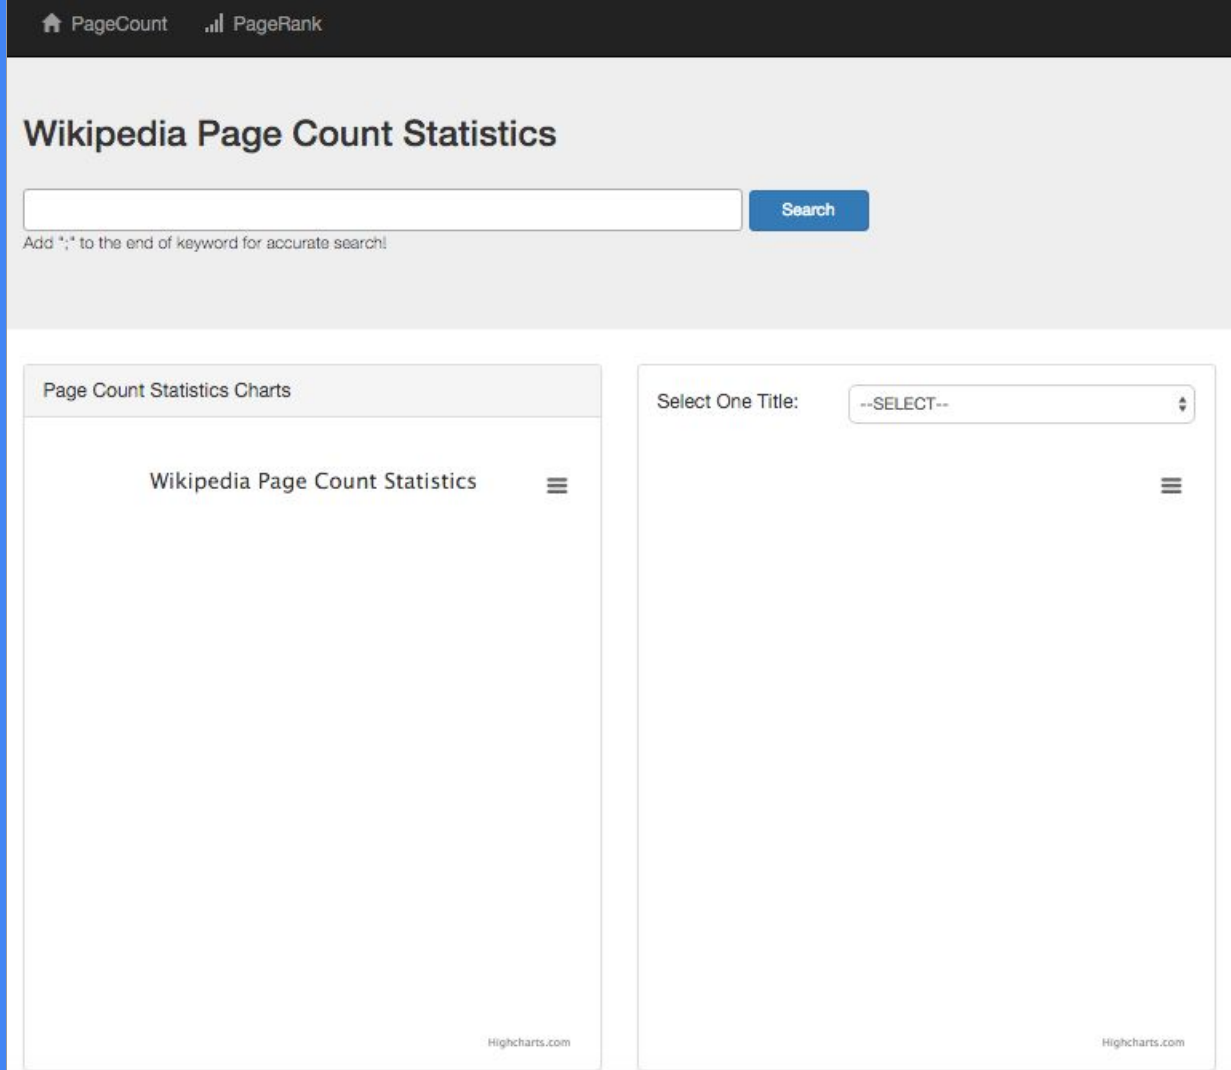 PageCount PageRank
Wikipedia Page Count Statistics
Search
Add ";" to the end of keyword for accurate search!
Page Count Statistics Charts
Select One Title: --SELECT--
Wikipedia Page Count Statistics
Highcharts.com
Highcharts.com